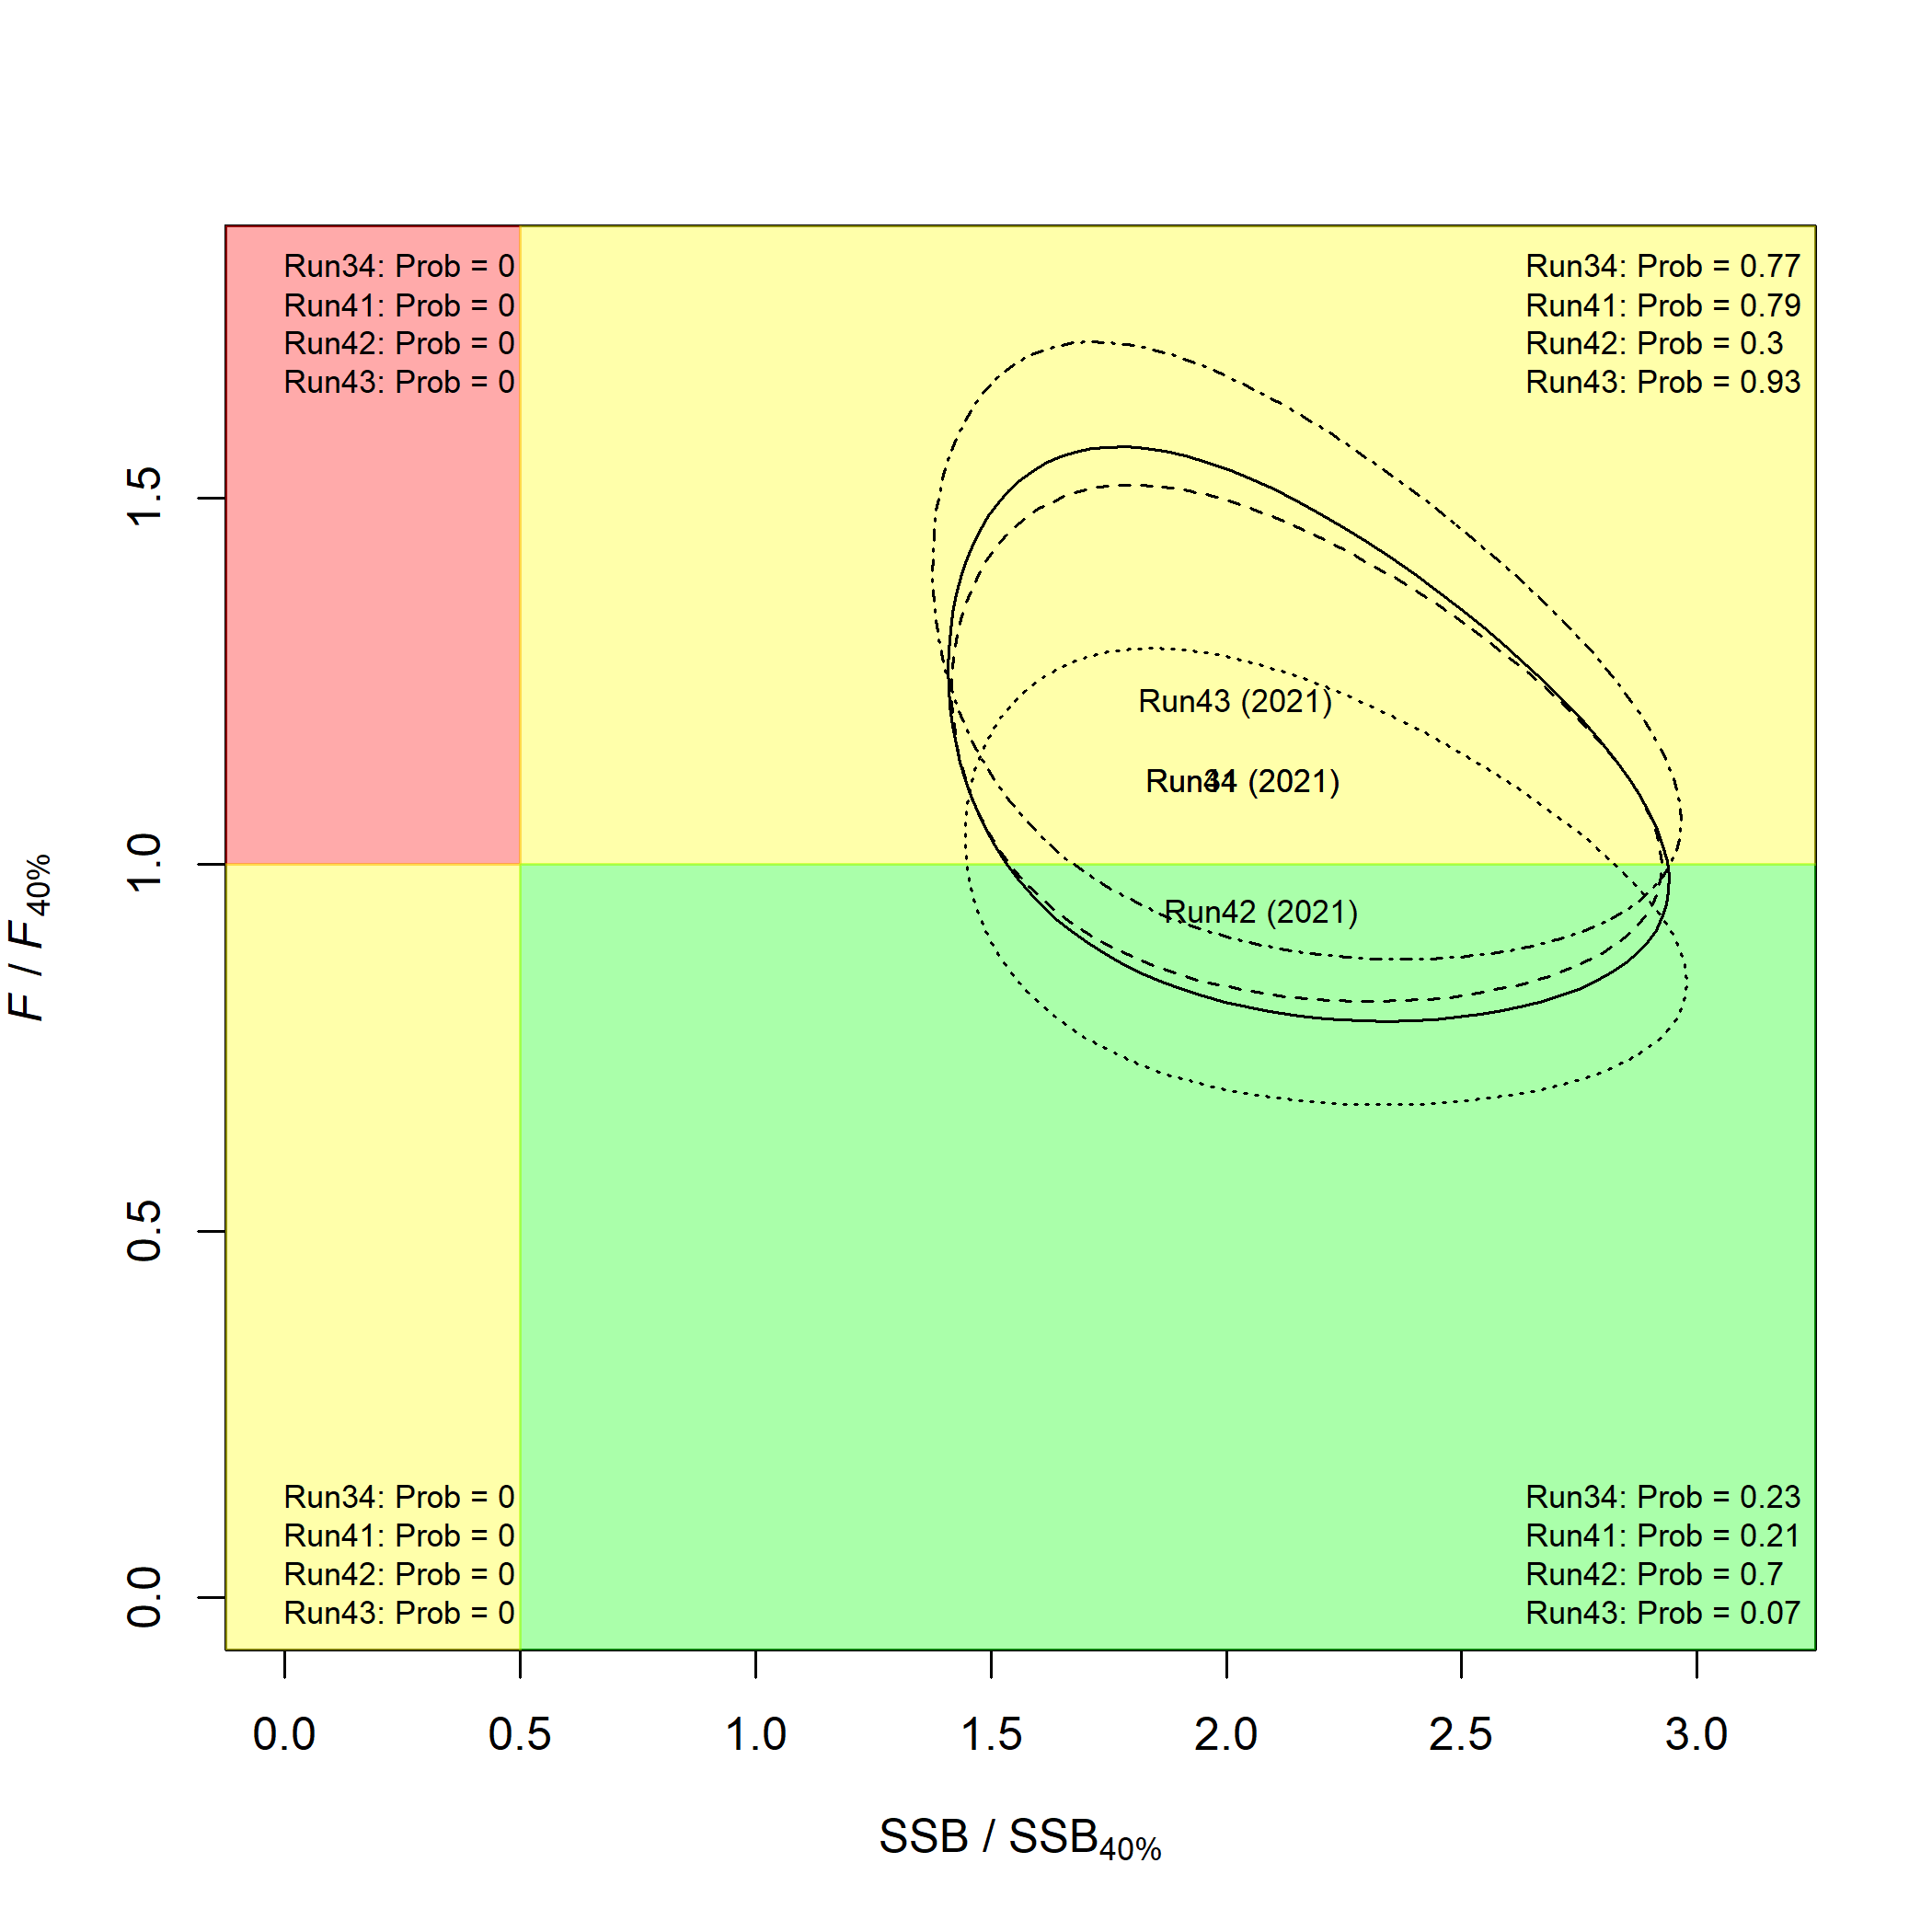 Run34: Prob = 0
Run41: Prob = 0
Run42: Prob = 0
Run43: Prob = 0
Run34: Prob = 0.77
Run41: Prob = 0.79
Run42: Prob = 0.3
Run43: Prob = 0.93
1.5
1.0
0.5
0.0
F / F40%
Run43 (2021)
(2021)
Run42 (2021)
Run34: Prob = 0
Run41: Prob = 0
Run42: Prob = 0
Run43: Prob = 0
Run34: Prob = 0.23
Run41: Prob = 0.21
Run42: Prob = 0.7
Run43: Prob = 0.07
0.0 0.5 1.0 1.5 2.0 2.5 3.0
SSB / SSB40%